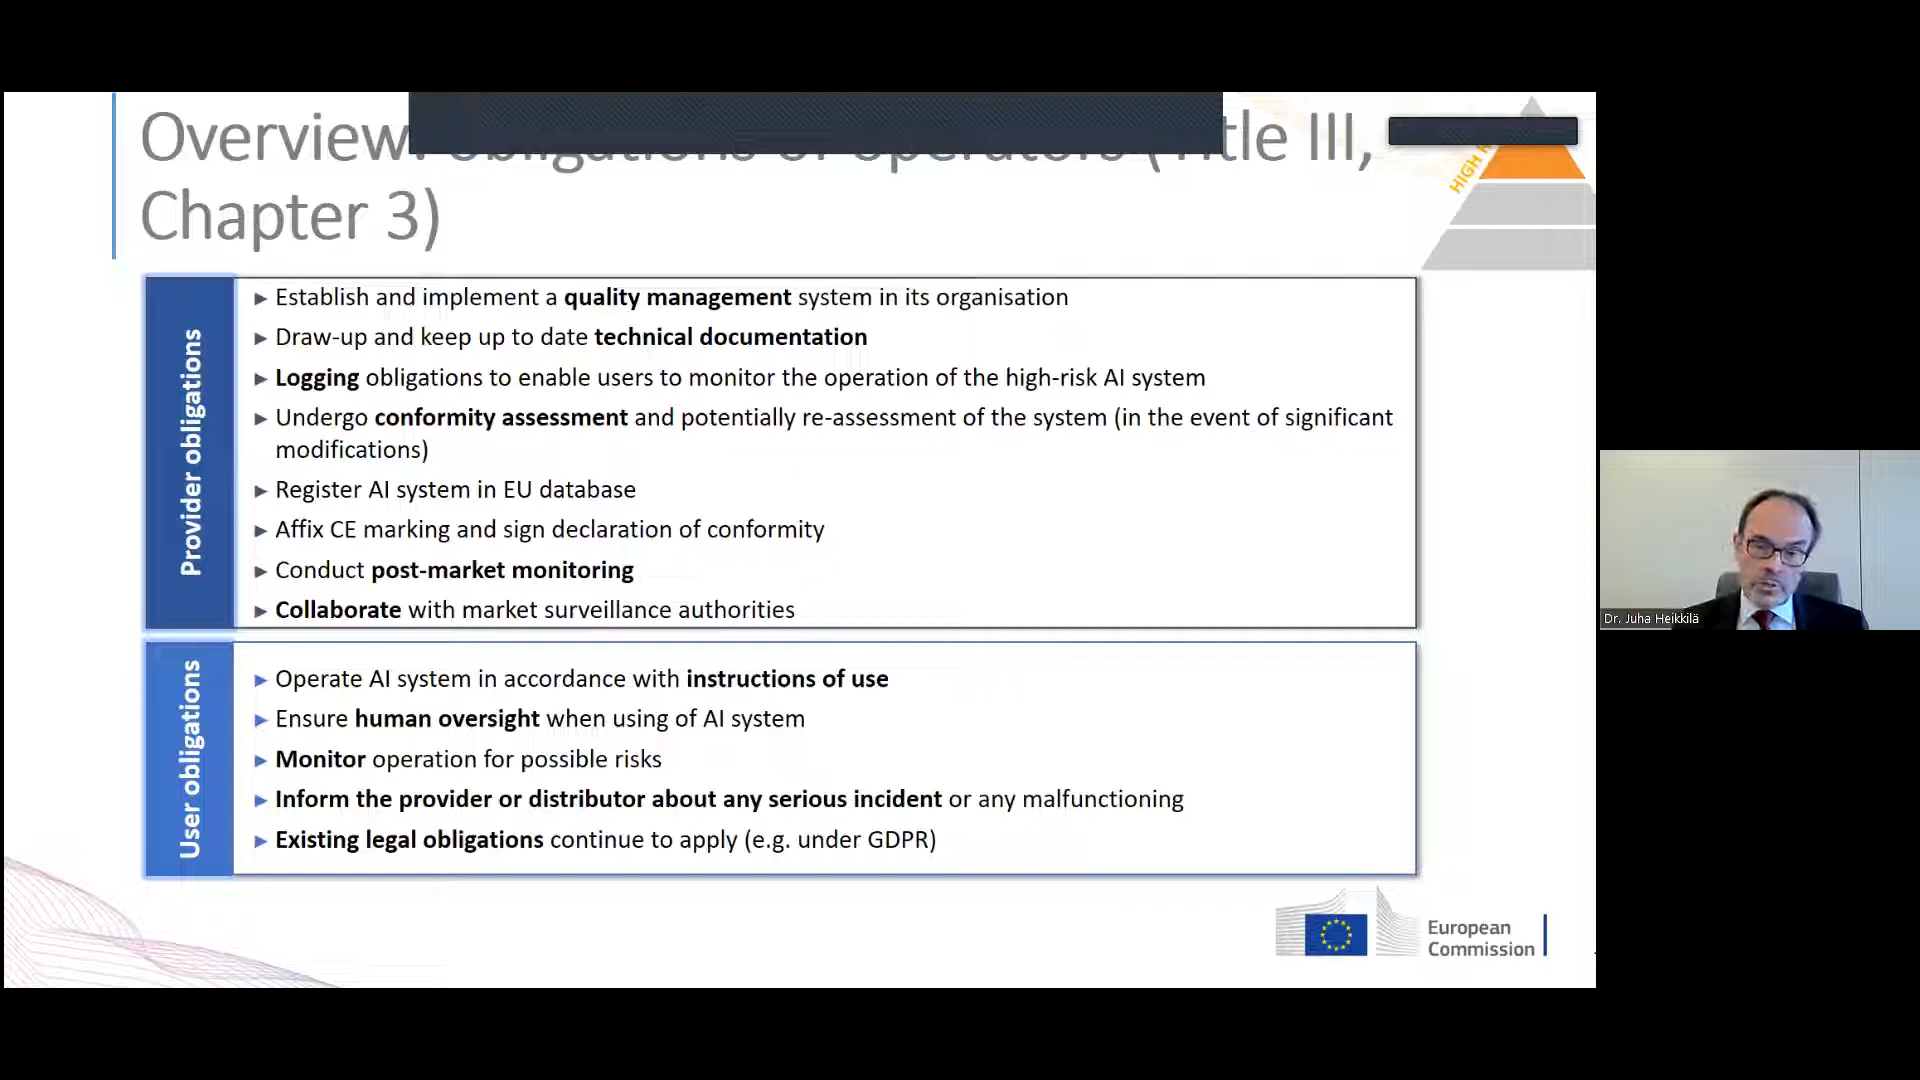 Overview: obligations of operators (Title III,
Chapter 3)
HIGH
Provider obligations
► Establish and implement a quality management system in its organisation
► Draw-up and keep up to date technical documentation
► Logging obligations to enable users to monitor the operation of the high-risk AI system
► Undergo conformity assessment and potentially re-assessment of the system (in the event of significant
modifications)
► Register AI system in EU database
► Affix CE marking and sign declaration of conformity
► Conduct post-market monitoring
► Collaborate with market surveillance authorities
User obligations
► Operate AI system in accordance with instructions of use
► Ensure human oversight when using of AI system
► Monitor operation for possible risks
► Inform the provider or distributor about any serious incident or any malfunctioning
► Existing legal obligations continue to apply (e.g. under GDPR)
European
Commission
Dr. Juha Heikkilä